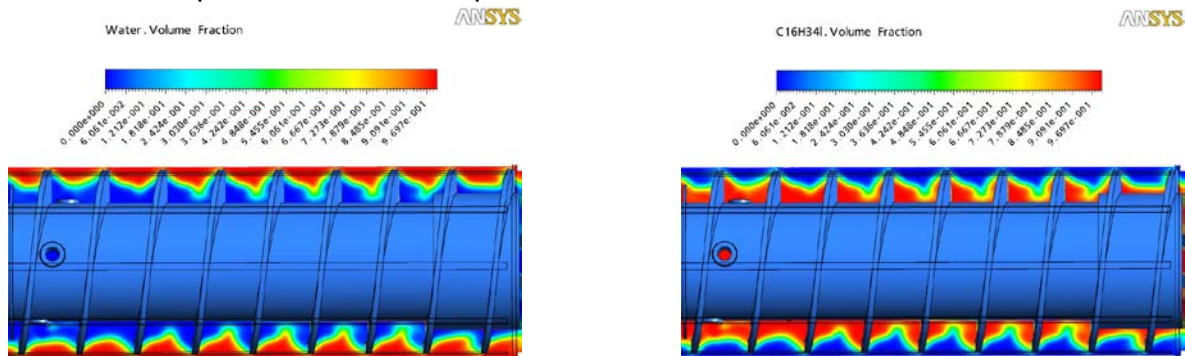 ANSYS
Water.Volume Fraction
0.000e+000
6.061e-002
1.212e-001
1.818e-001
2.424e-001
3.030e-001
3.636e-001
4.242e-001
4.848e-001
5.455e-001
6.061e-001
6.667e-001
7.273e-001
7.879e-001
8.485e-001
9.091e-001
9.697e-001
ANSYS
C16H34l.Volume Fraction
0.000e+000
6.061e-002
1.212e-001
1.818e-001
2.424e-001
3.030e-001
3.636e-001
4.242e-001
4.848e-001
5.455e-001
6.061e-001
6.667e-001
7.273e-001
7.879e-001
8.485e-001
9.091e-001
9.697e-001